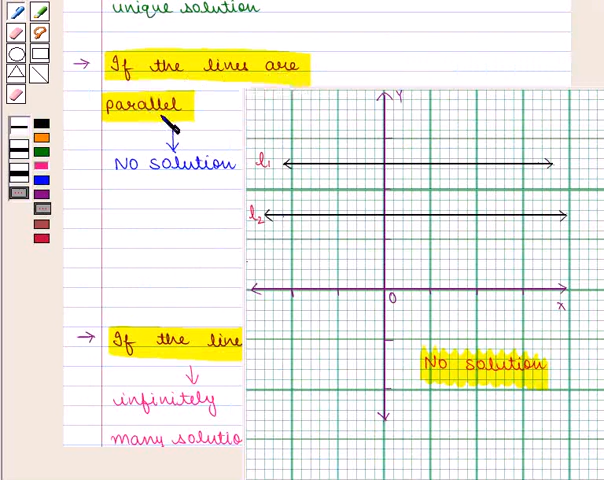 unique solution
→ If the lines are
parallel
No solution
Y
l₁
l₂
O
X
No solution
→ If the line
infinitely
many solutio